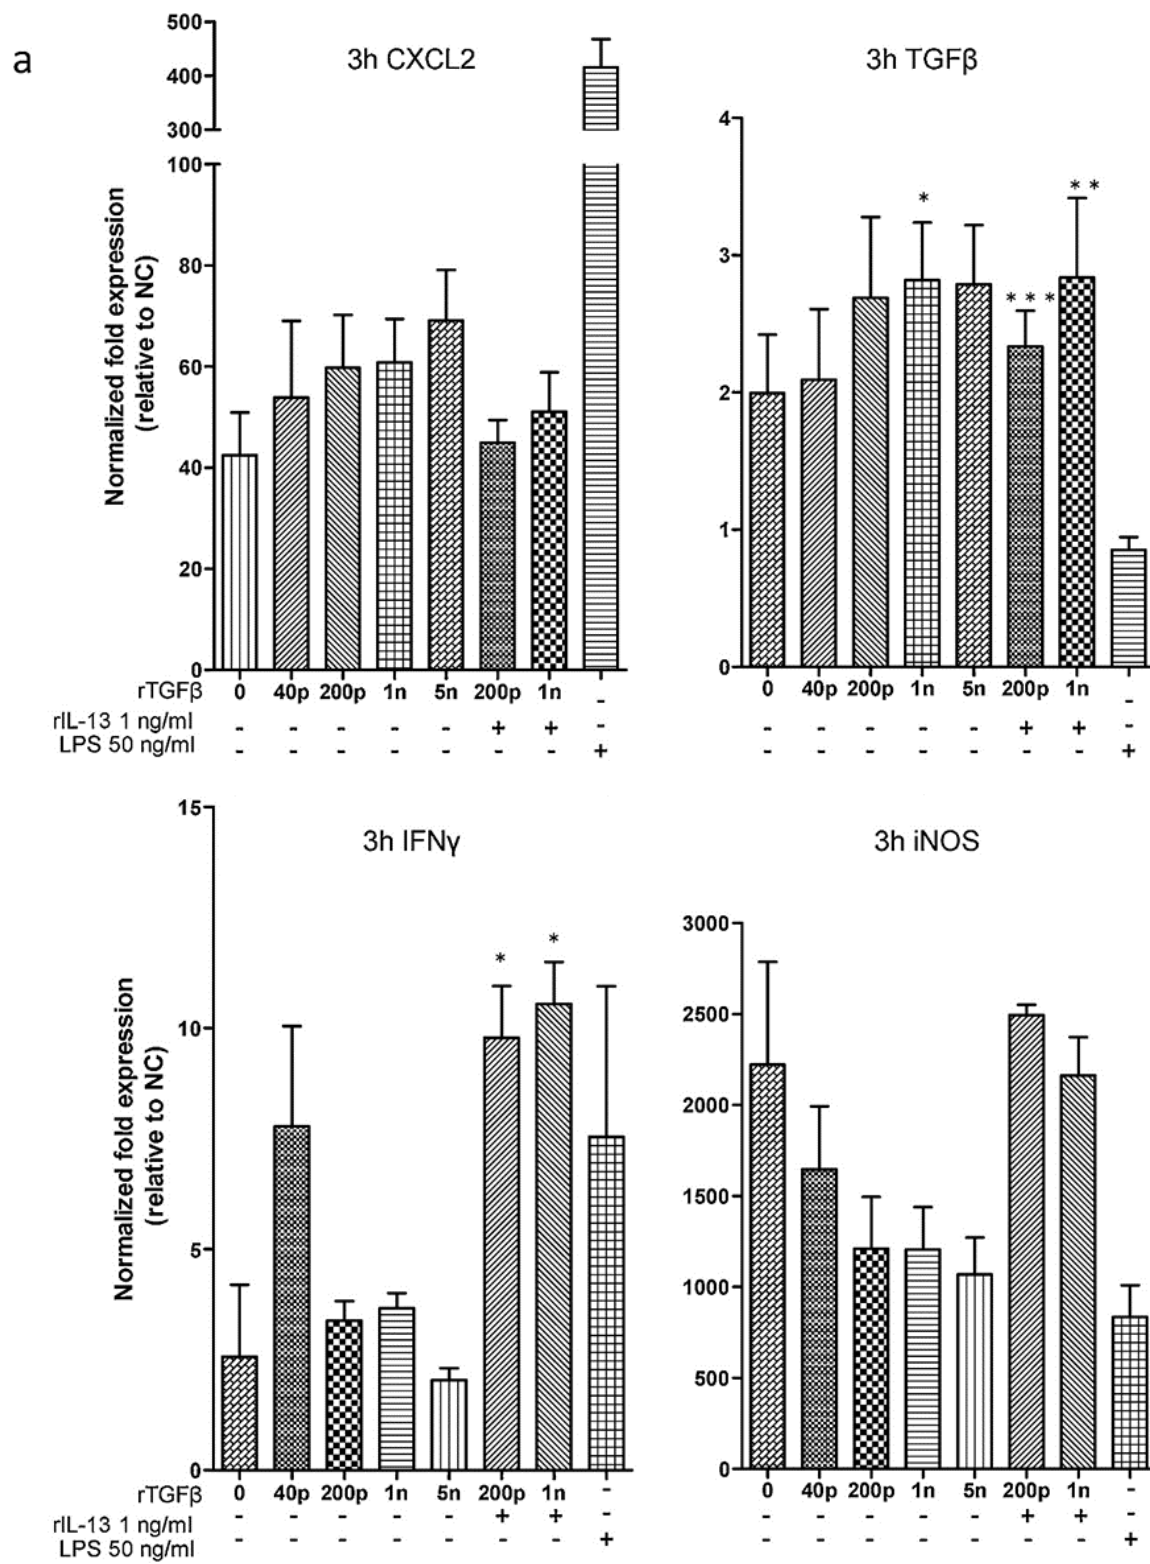 a
3h CXCL2
500
400
300
100
80
60
40
20
0
Normalized fold expression
(relative to NC)
rTGFβ 0 40p 200p 1n 5n 200p 1n -
rIL-13 1 ng/ml - - - - - + + -
LPS 50 ng/ml - - - - - - - +
3h TGFβ
4
3
2
1
0
* *** **
0 40p 200p 1n 5n 200p 1n -
- - - - - + + -
- - - - - - - +
3h IFNγ
15
10
5
0
* *
Normalized fold expression
(relative to NC)
rTGFβ 0 40p 200p 1n 5n 200p 1n -
rIL-13 1 ng/ml - - - - - + + -
LPS 50 ng/ml - - - - - - - +
3h iNOS
3000
2500
2000
1500
1000
500
0
0 40p 200p 1n 5n 200p 1n -
- - - - - + + -
- - - - - - - +